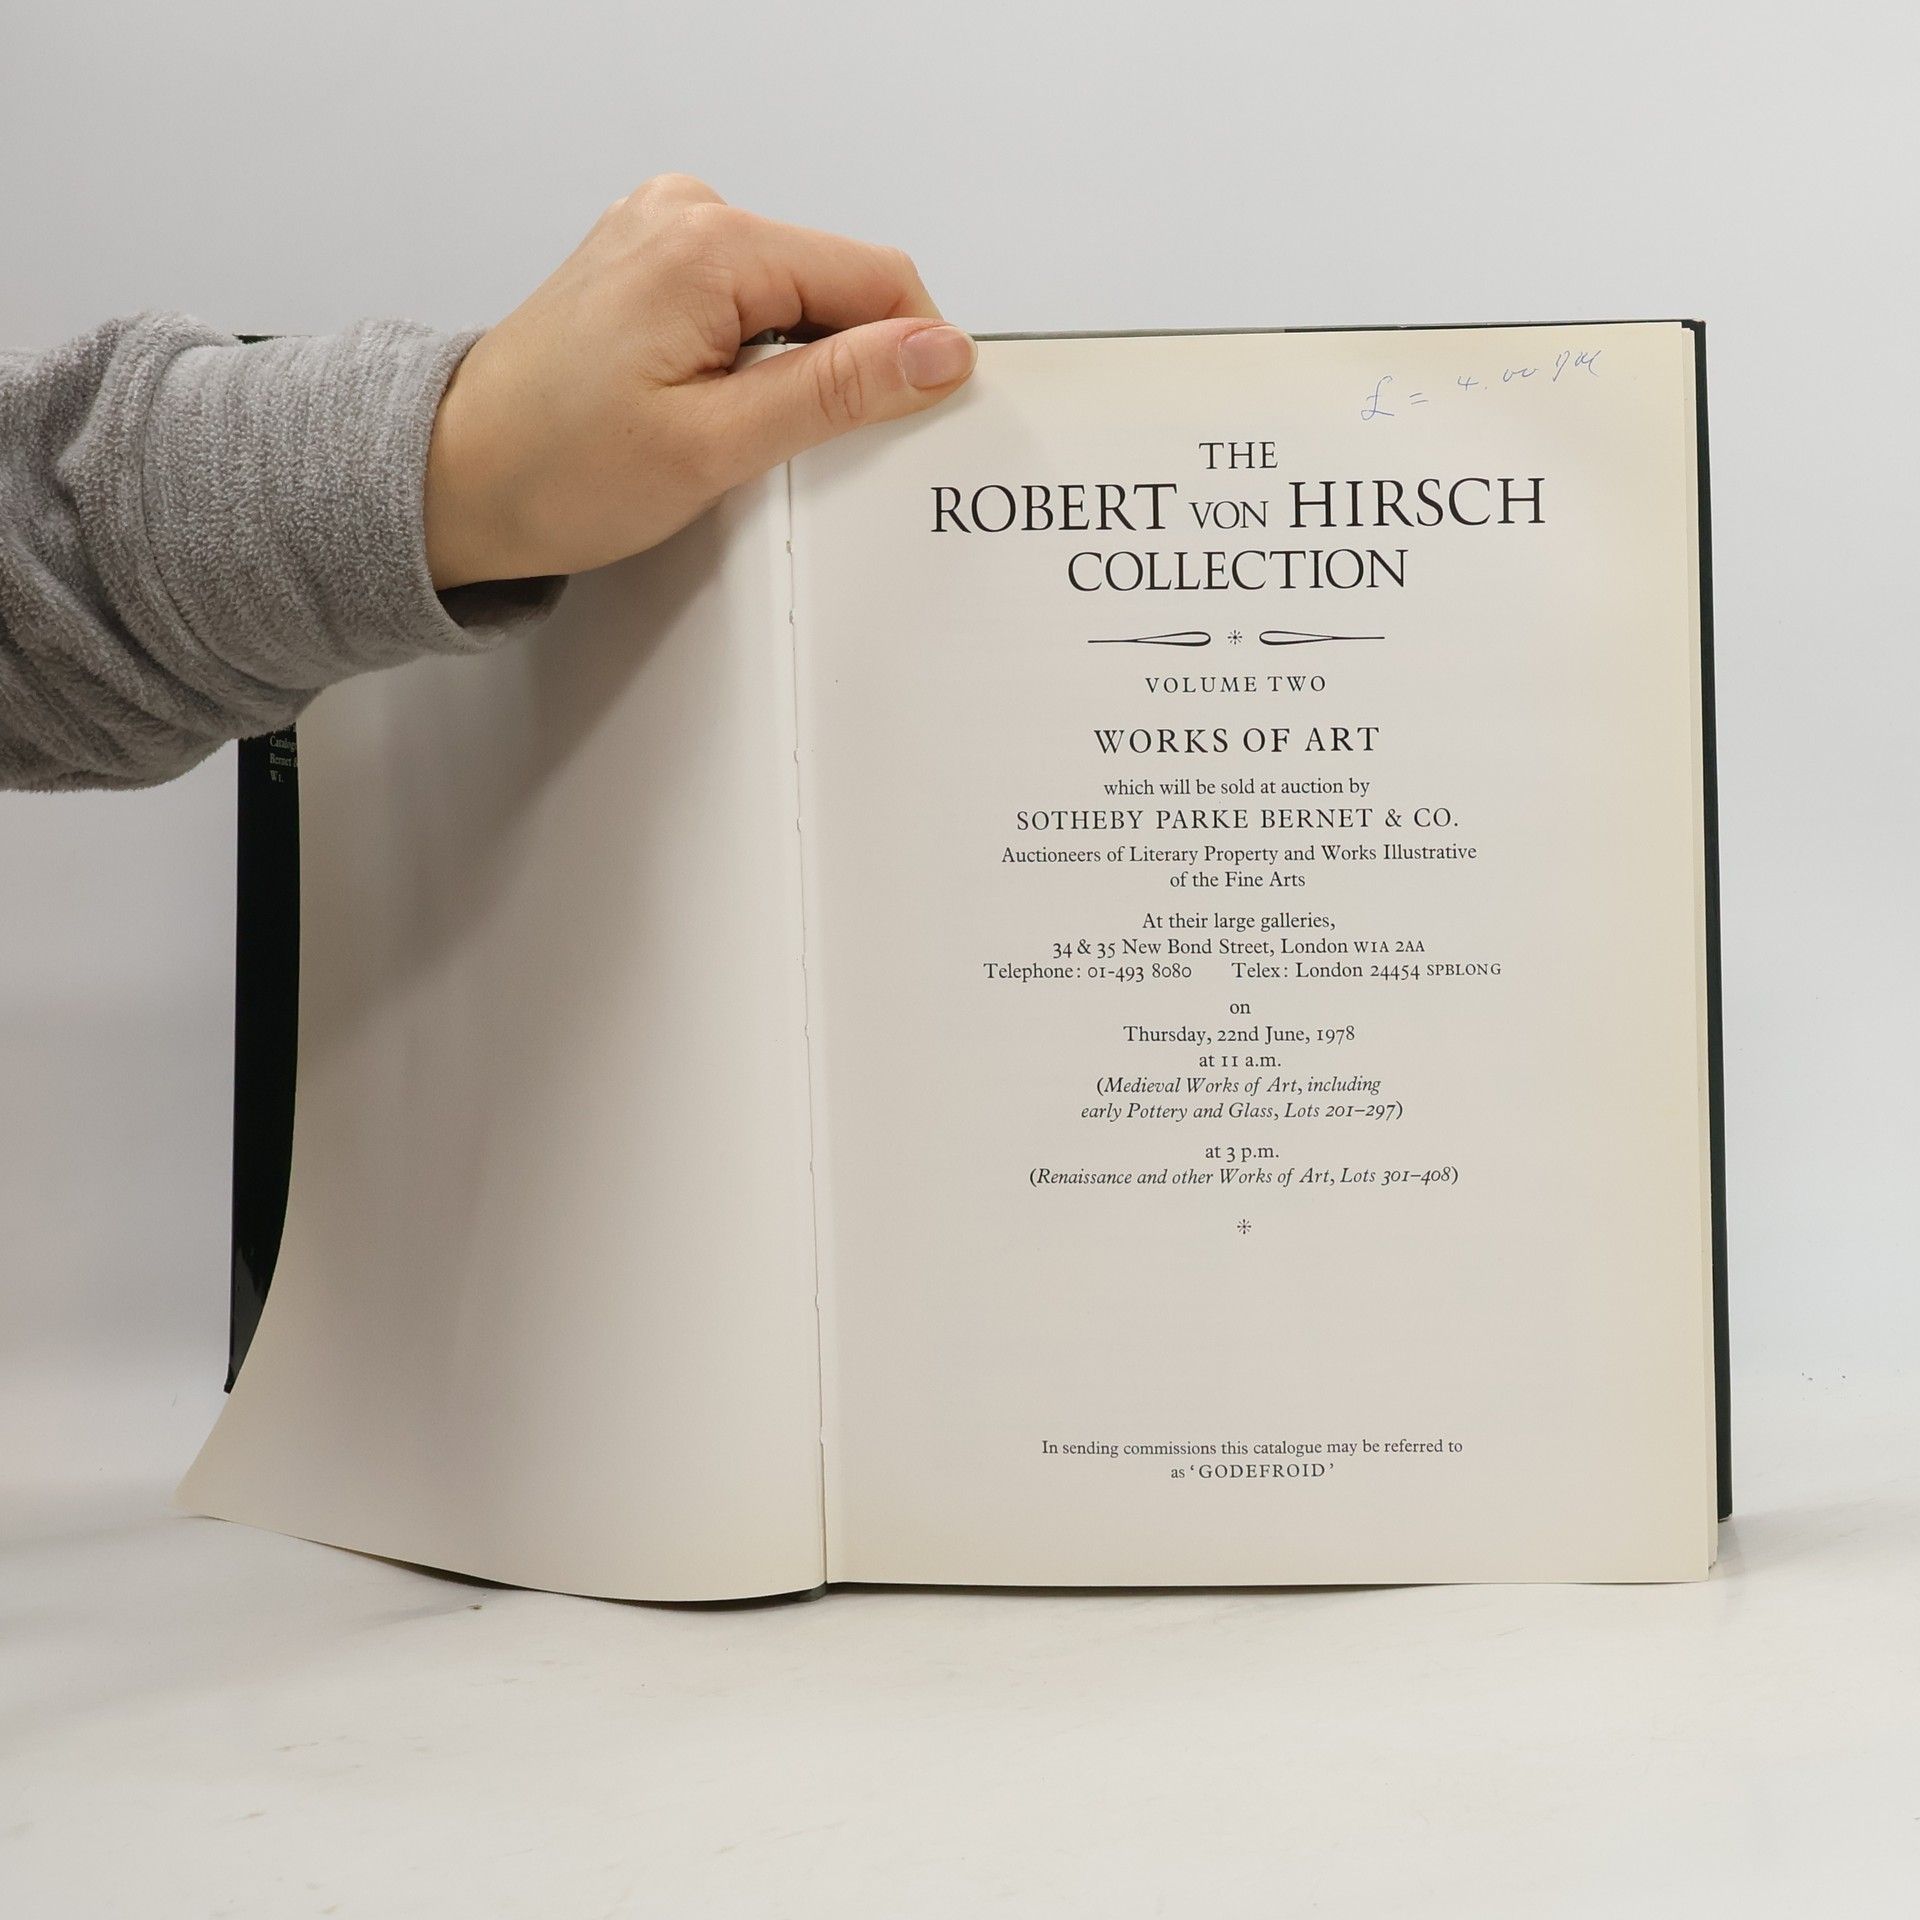 £ = 4.00 DM
THE
ROBERT VON HIRSCH
COLLECTION
VOLUME TWO
WORKS OF ART
which will be sold at auction by
SOTHEBY PARKE BERNET & CO.
Auctioneers of Literary Property and Works Illustrative
of the Fine Arts
At their large galleries,
34 & 35 New Bond Street, London W1A 2AA
Telephone: 01-493 8080 Telex: London 24454 SPBLONG
on
Thursday, 22nd June, 1978
at 11 a.m.
(Medieval Works of Art, including
early Pottery and Glass, Lots 201–297)
at 3 p.m.
(Renaissance and other Works of Art, Lots 301–408)
In sending commissions this catalogue may be referred to
as ‘GODEFROID’
Bernet &
W1.